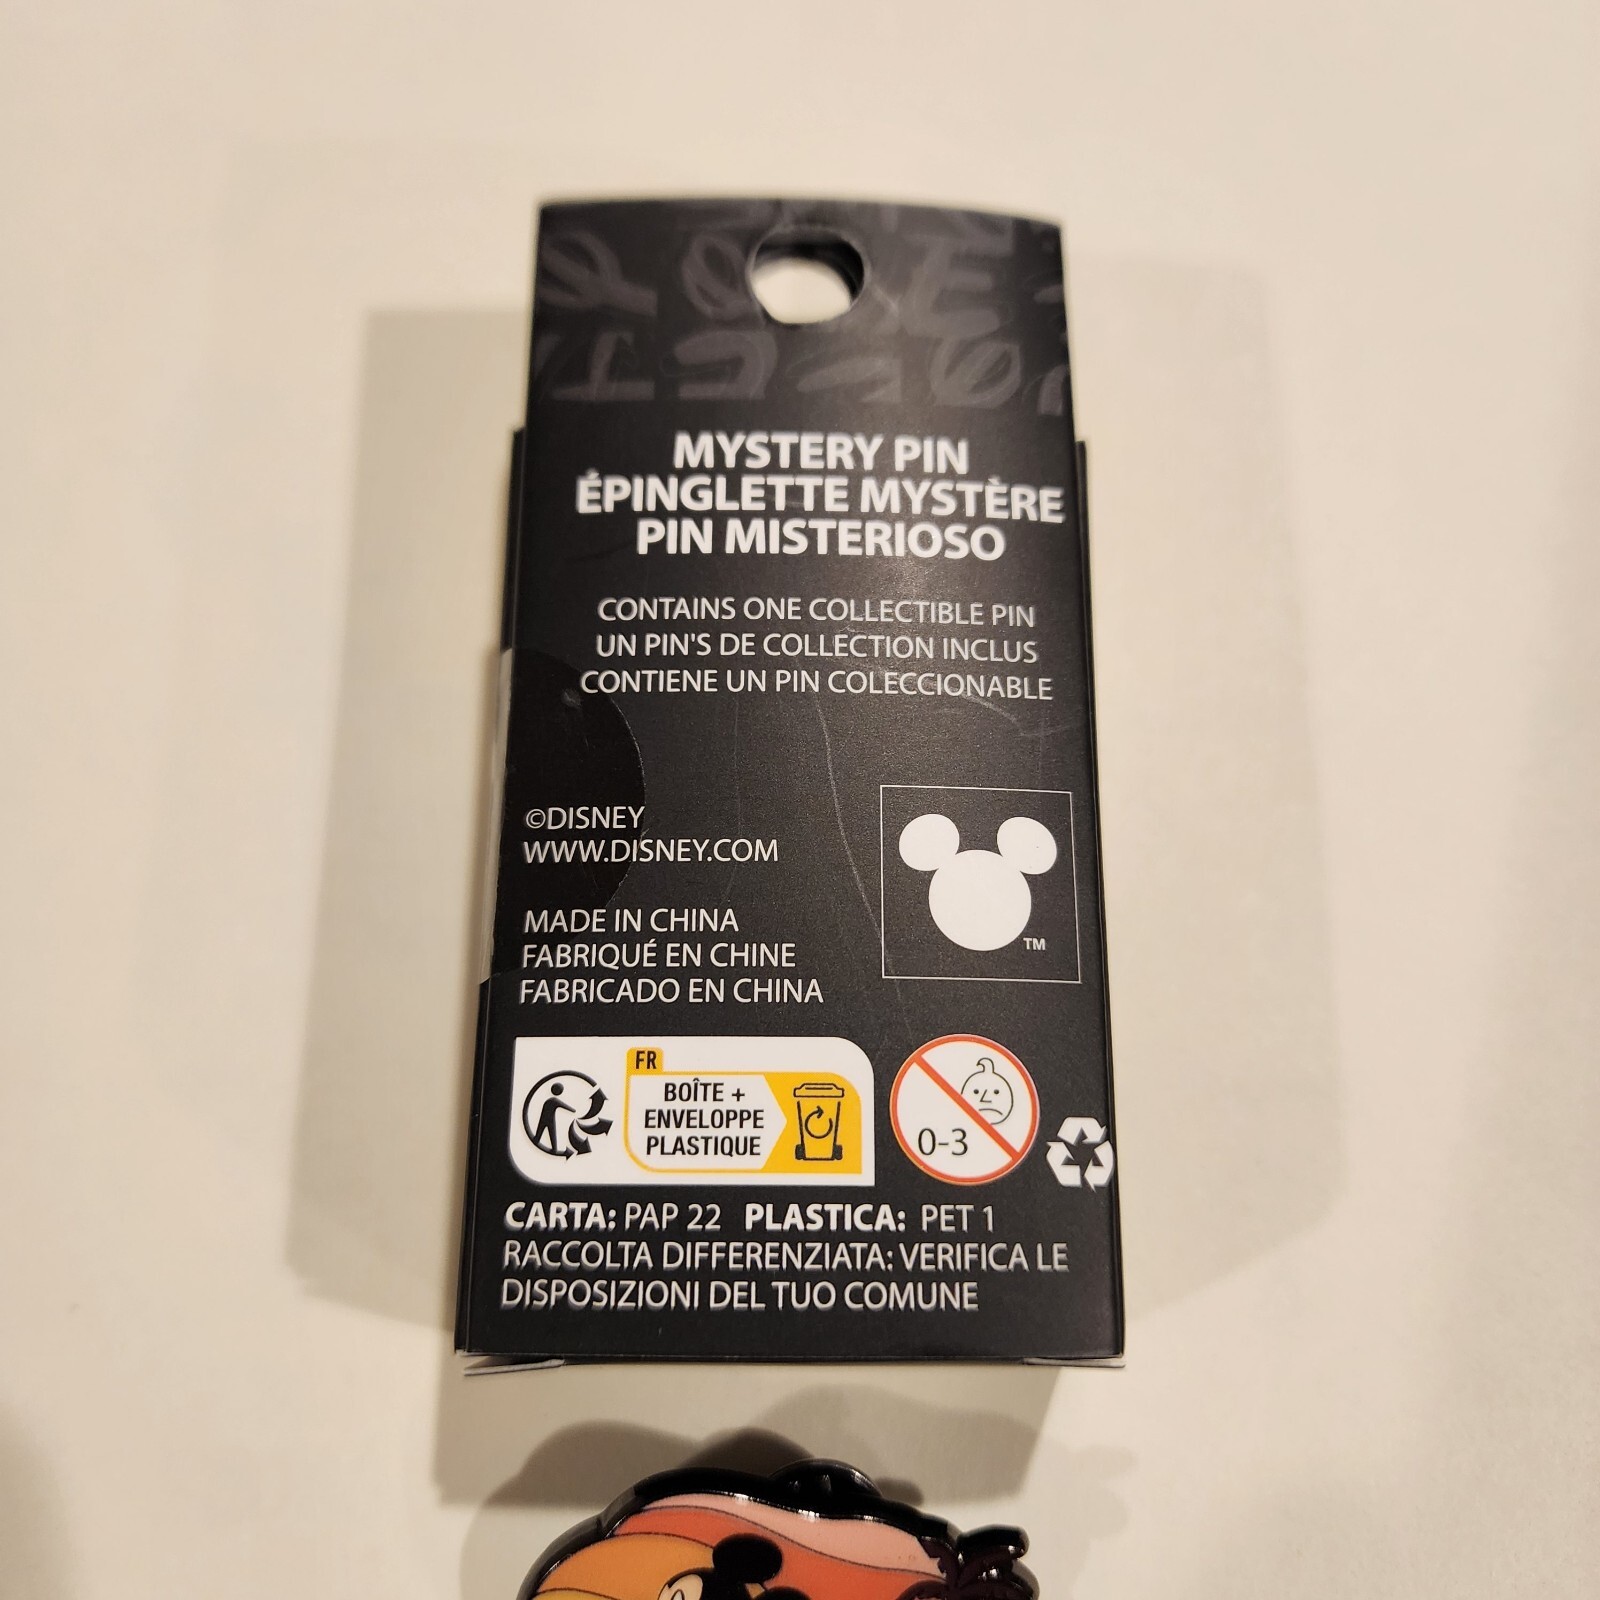 MYSTERY PIN
ÉPINGLETTE MYSTÈRE
PIN MISTERIOSO
CONTAINS ONE COLLECTIBLE PIN
UN PIN'S DE COLLECTION INCLUS
CONTIENE UN PIN COLECCIONABLE
©DISNEY
WWW.DISNEY.COM
TM
MADE IN CHINA
FABRIQUÉ EN CHINE
FABRICADO EN CHINA
FR
BOÎTE +
ENVELOPPE
PLASTIQUE
0-3
CARTA: PAP 22 PLASTICA: PET 1
RACCOLTA DIFFERENZIATA: VERIFICA LE
DISPOSIZIONI DEL TUO COMUNE